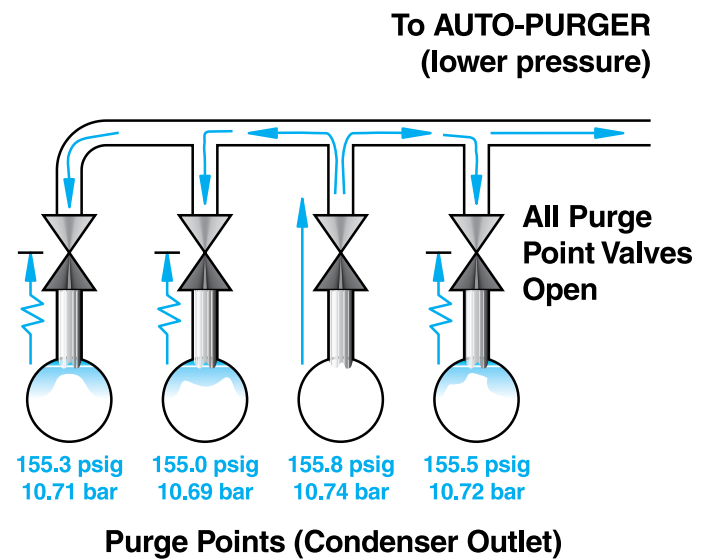 To AUTO-PURGER
(lower pressure)
All Purge
Point Valves
Open
155.3 psig 155.0 psig 155.8 psig 155.5 psig
10.71 bar 10.69 bar 10.74 bar 10.72 bar
Purge Points (Condenser Outlet)